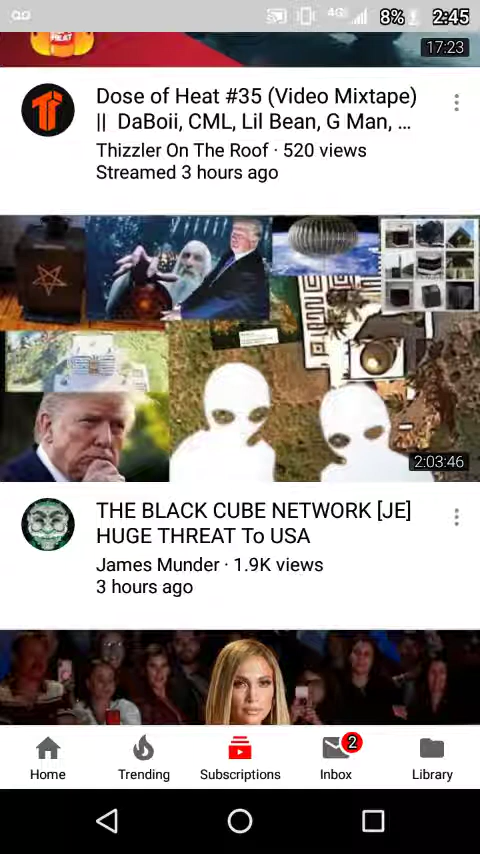 4G 8% 2:45
HEAT
17:23
Dose of Heat #35 (Video Mixtape)
|| DaBoii, CML, Lil Bean, G Man, ...
Thizzler On The Roof · 520 views
Streamed 3 hours ago
2:03:46
THE BLACK CUBE NETWORK [JE]
HUGE THREAT To USA
James Munder · 1.9K views
3 hours ago
2
Home Trending Subscriptions Inbox Library